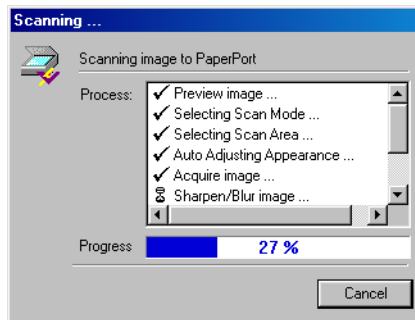 Scanning ...
Scanning image to PaperPort
Process:
Preview image ...
Selecting Scan Mode ...
Selecting Scan Area ...
Auto Adjusting Appearance ...
Acquire image ...
Sharpen/Blur image ...
Progress
27 %
Cancel